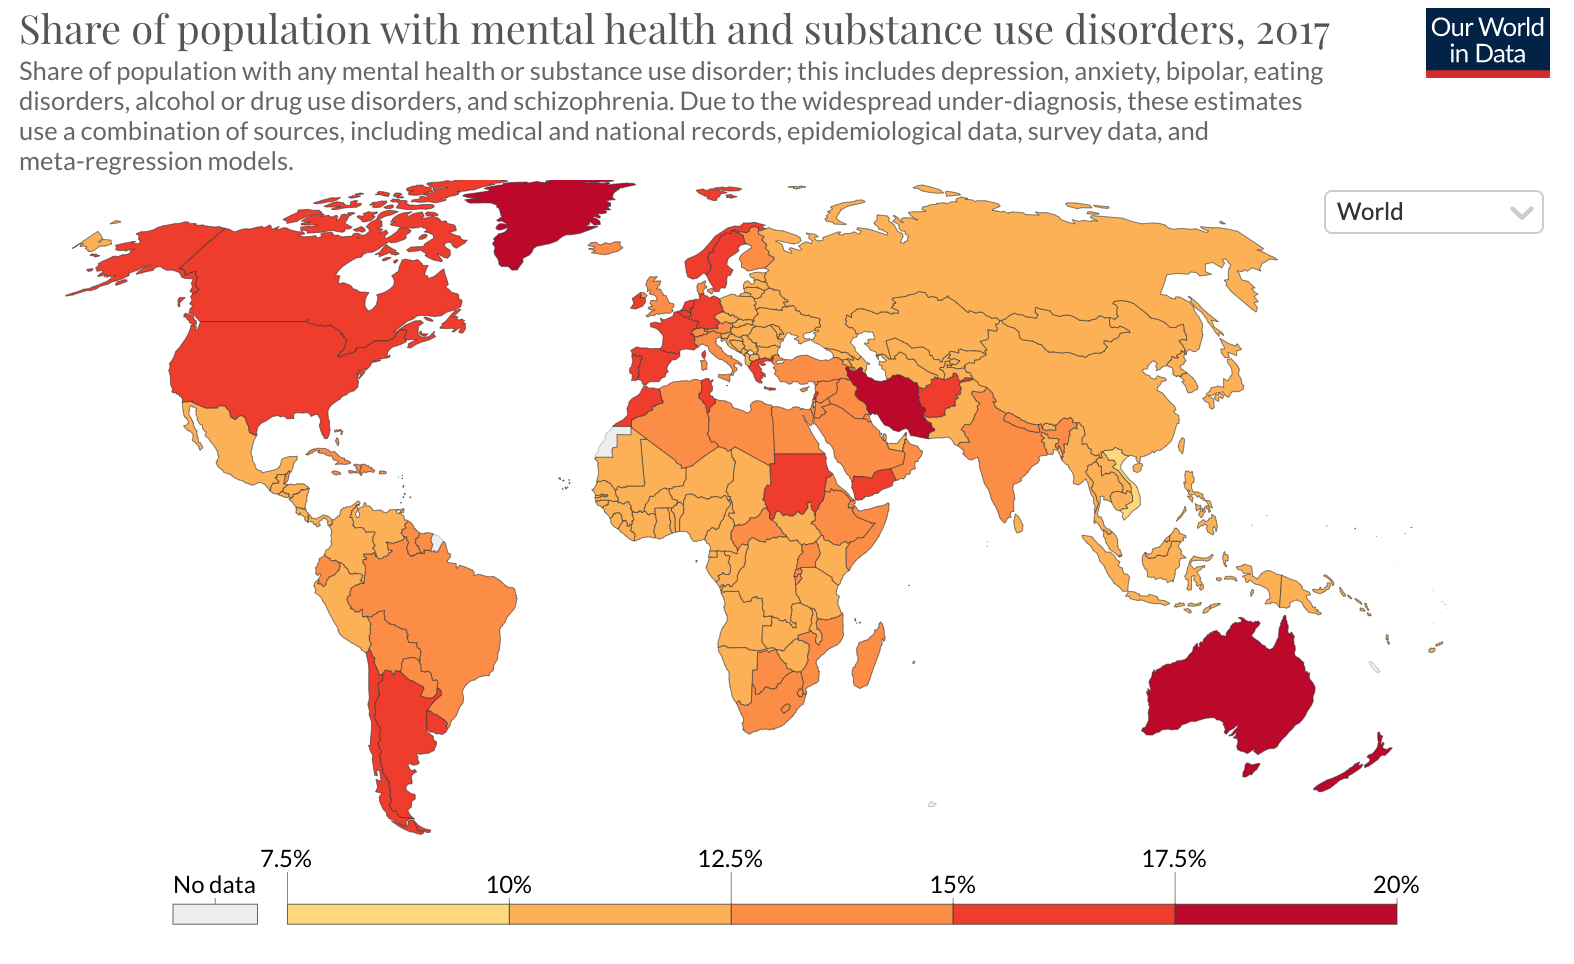 Share of population with mental health and substance use disorders, 2017
Our World
in Data
Share of population with any mental health or substance use disorder; this includes depression, anxiety, bipolar, eating
disorders, alcohol or drug use disorders, and schizophrenia. Due to the widespread under-diagnosis, these estimates
use a combination of sources, including medical and national records, epidemiological data, survey data, and
meta-regression models.
World
7.5% 12.5% 17.5%
No data 10% 15% 20%